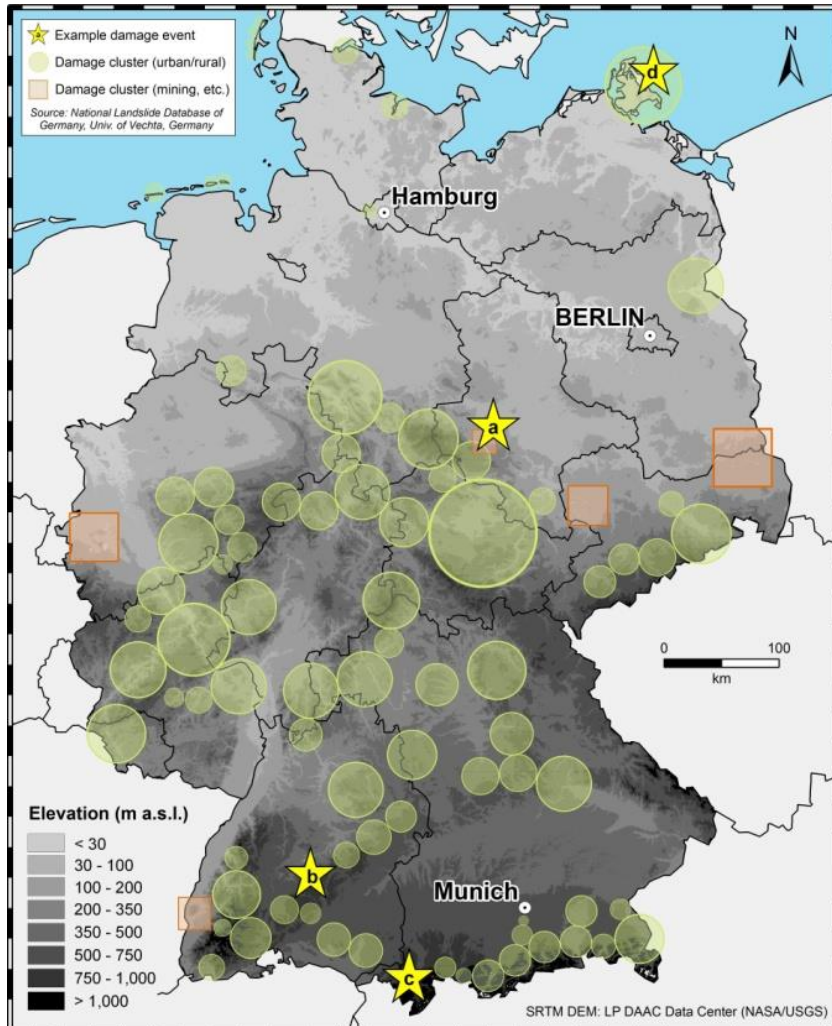 a Example damage event
Damage cluster (urban/rural)
Damage cluster (mining, etc.)
Source: National Landslide Database of
Germany, Univ. of Vechta, Germany
N
d
Hamburg
BERLIN
a
0 100
km
Elevation (m a.s.l.)
< 30
30 - 100
100 - 200
200 - 350
350 - 500
500 - 750
750 - 1,000
> 1,000
b
Munich
c
SRTM DEM: LP DAAC Data Center (NASA/USGS)